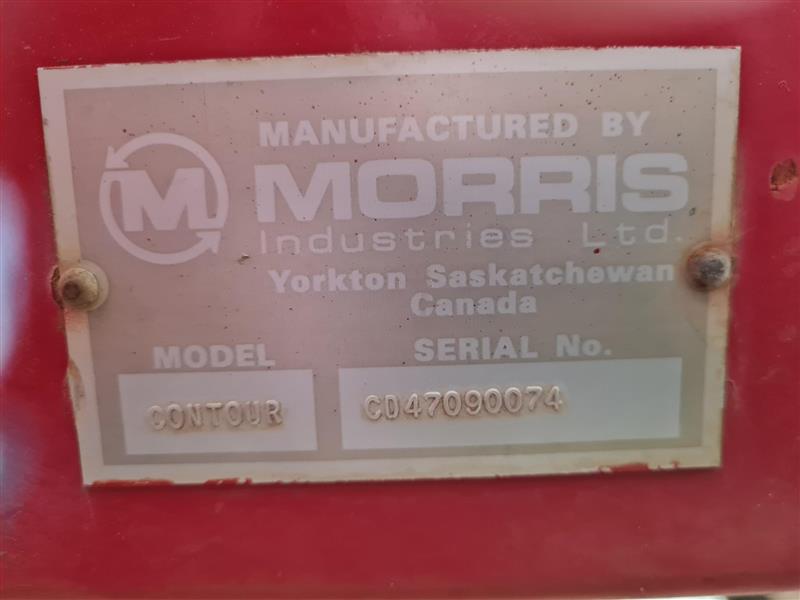 MANUFACTURED BY
M MORRIS
Industries Ltd.
Yorkton Saskatchewan
Canada
MODEL SERIAL No.
CONTOUR CD47090074